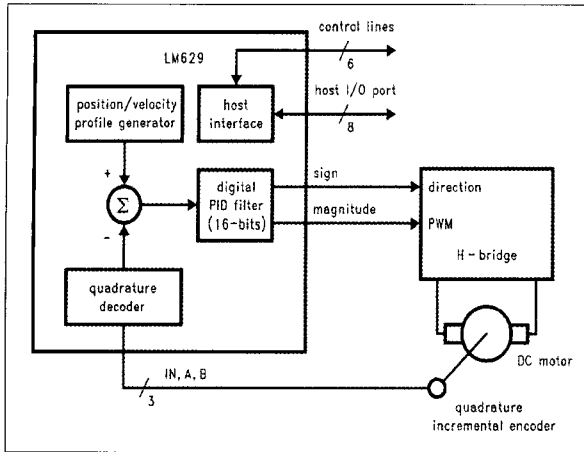 control lines
6
LM629
host I/O port
8
position/velocity
profile generator
host
interface
+
Σ
-
digital
PID filter
(16-bits)
sign
magnitude
direction
PWM
H-bridge
quadrature
decoder
IN, A, B
3
DC motor
quadrature
incremental encoder